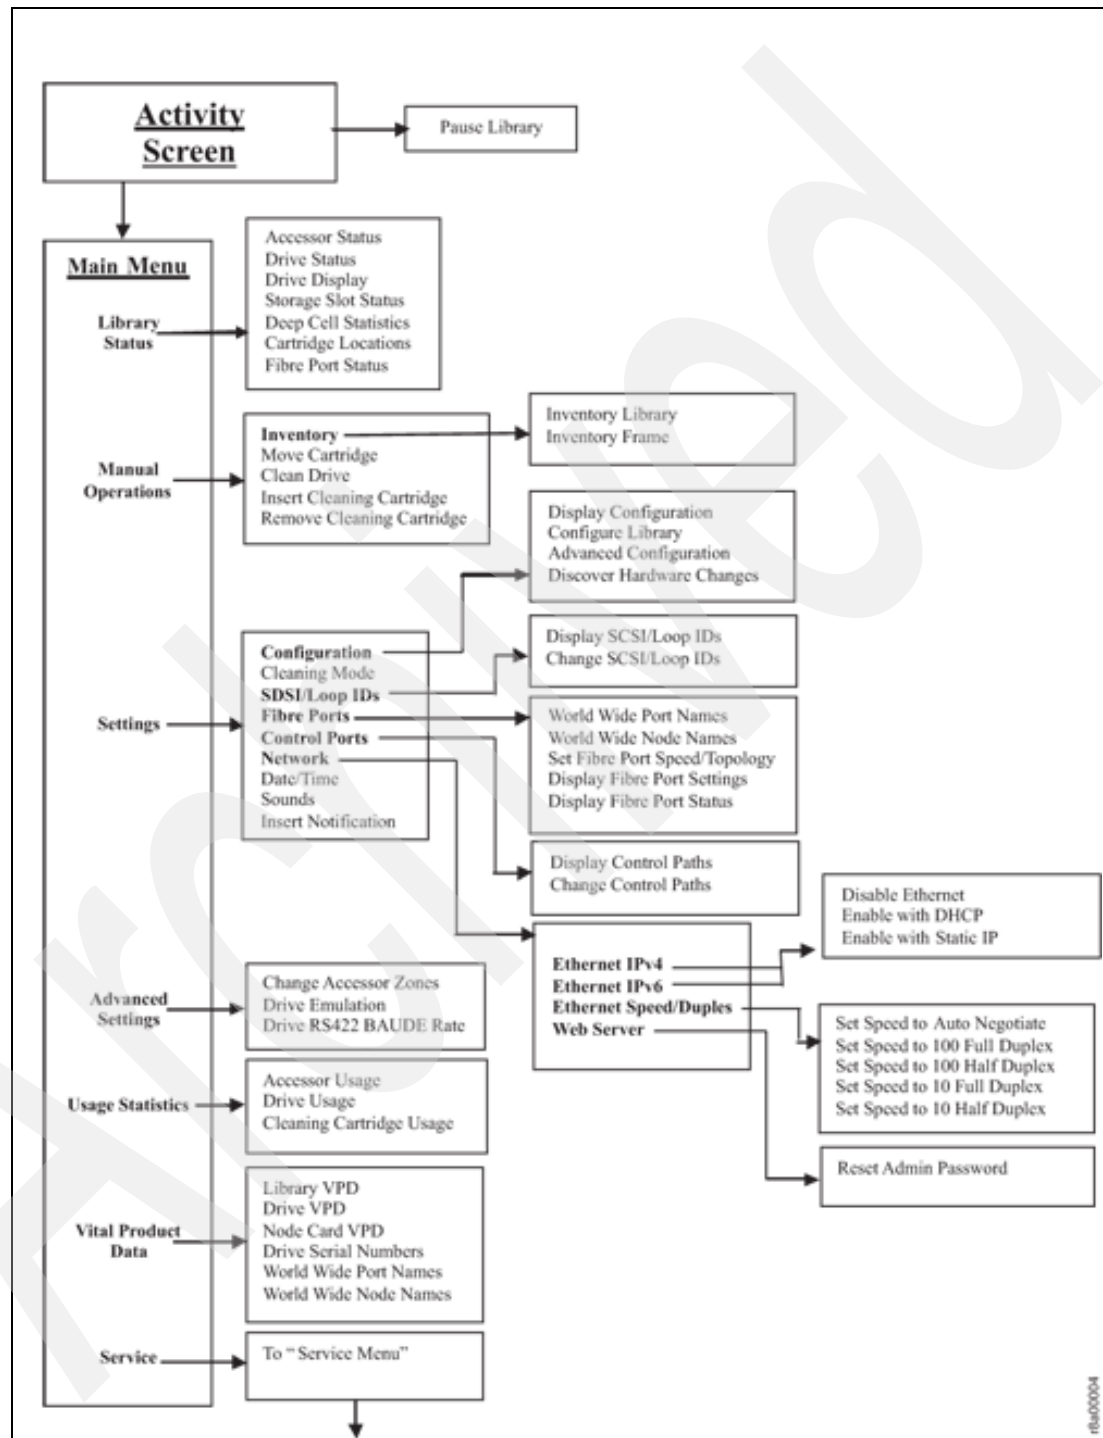 Activity
Screen
Pause Library
Main Menu
Library
Status
Accessor Status
Drive Status
Drive Display
Storage Slot Status
Deep Cell Statistics
Cartridge Locations
Fibre Port Status
Manual
Operations
Inventory
Move Cartridge
Clean Drive
Insert Cleaning Cartridge
Remove Cleaning Cartridge
Inventory Library
Inventory Frame
Settings
Configuration
Cleaning Mode
SDSI/Loop IDs
Fibre Ports
Control Ports
Network
Date/Time
Sounds
Insert Notification
Display Configuration
Configure Library
Advanced Configuration
Discover Hardware Changes
Display SCSI/Loop IDs
Change SCSI/Loop IDs
World Wide Port Names
World Wide Node Names
Set Fibre Port Speed/Topology
Display Fibre Port Settings
Display Fibre Port Status
Display Control Paths
Change Control Paths
Ethernet IPv4
Ethernet IPv6
Ethernet Speed/Duples
Web Server
Disable Ethernet
Enable with DHCP
Enable with Static IP
Set Speed to Auto Negotiate
Set Speed to 100 Full Duplex
Set Speed to 100 Half Duplex
Set Speed to 10 Full Duplex
Set Speed to 10 Half Duplex
Reset Admin Password
Advanced
Settings
Change Accessor Zones
Drive Emulation
Drive RS422 BAUDE Rate
Usage Statistics
Accessor Usage
Drive Usage
Cleaning Cartridge Usage
Vital Product
Data
Library VPD
Drive VPD
Node Card VPD
Drive Serial Numbers
World Wide Port Names
World Wide Node Names
Service
To "Service Menu"
r8a00004
Archived